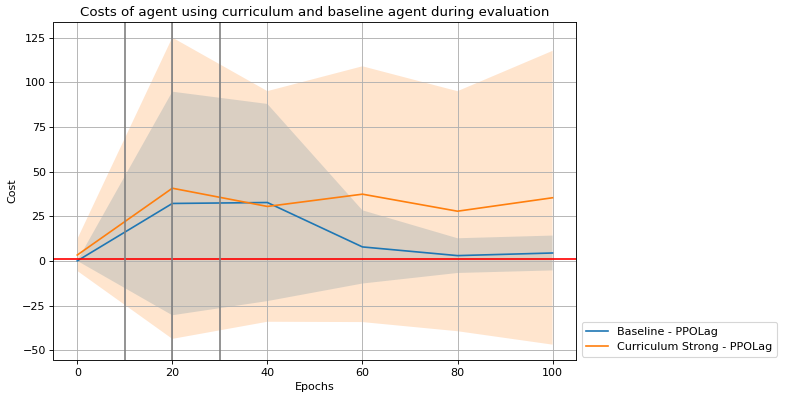 Costs of agent using curriculum and baseline agent during evaluation
125
100
75
50
25
0
−25
−50
Cost
0 20 40 60 80 100
Epochs
Baseline - PPOLag
Curriculum Strong - PPOLag